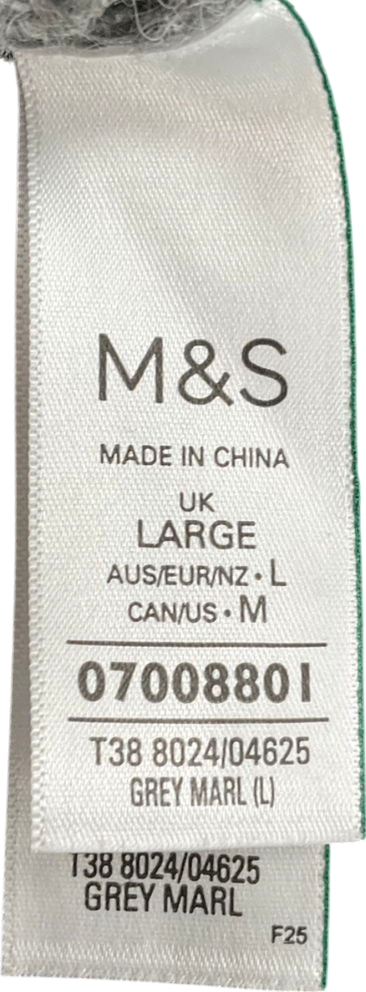 M&S
MADE IN CHINA
UK
LARGE
AUS/EUR/NZ • L
CAN/US • M
07008801
T38 8024/04625
GREY MARL (L)
T38 8024/04625
GREY MARL
F25